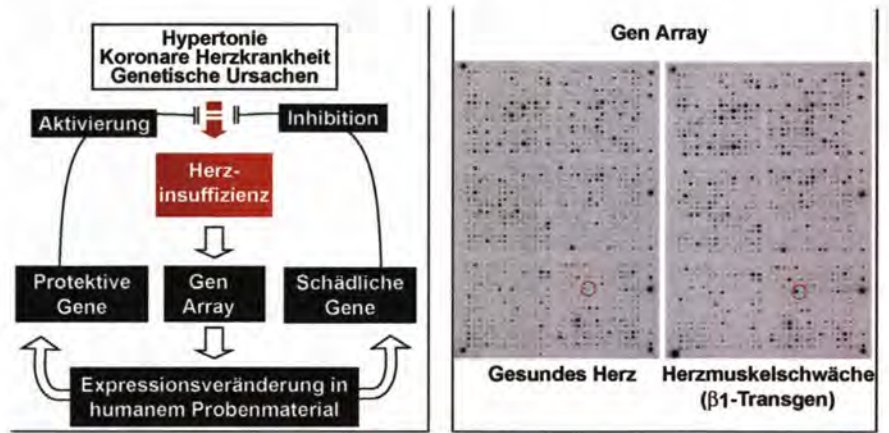 Hypertonie
Koronare Herzkrankheit
Genetische Ursachen
Aktivierung
Inhibition
Herz-
insuffizienz
Protektive
Gene
Gen
Array
Schädliche
Gene
Expressionsveränderung in
humanem Probenmaterial
Gen Array
Gesundes Herz
Herzmuskelschwäche
(β1-Transgen)